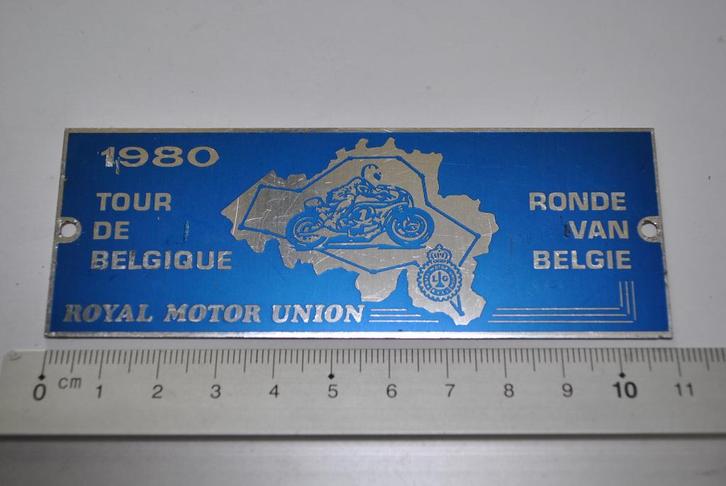 1980
TOUR
DE
BELGIQUE
RONDE
VAN
BELGIE
ROYAL MOTOR UNION
0 cm 1 2 3 4 5 6 7 8 9 10 11